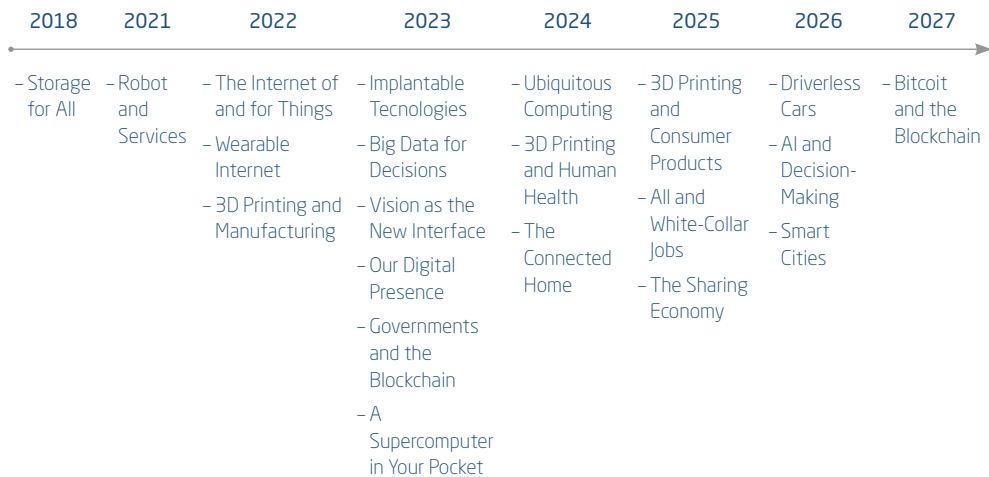 2018
2021
2022
2023
2024
2025
2026
2027
– Storage
for All
– Robot
and
Services
– The Internet of
and for Things
– Wearable
Internet
– 3D Printing and
Manufacturing
– Implantable
Tecnologies
– Big Data for
Decisions
– Vision as the
New Interface
– Our Digital
Presence
– Governments
and the
Blockchain
– A
Supercomputer
in Your Pocket
– Ubiquitous
Computing
– 3D Printing
and Human
Health
– The
Connected
Home
– 3D Printing
and
Consumer
Products
– All and
White-Collar
Jobs
– The Sharing
Economy
– Driverless
Cars
– AI and
Decision-
Making
– Smart
Cities
– Bitcoit
and the
Blockchain